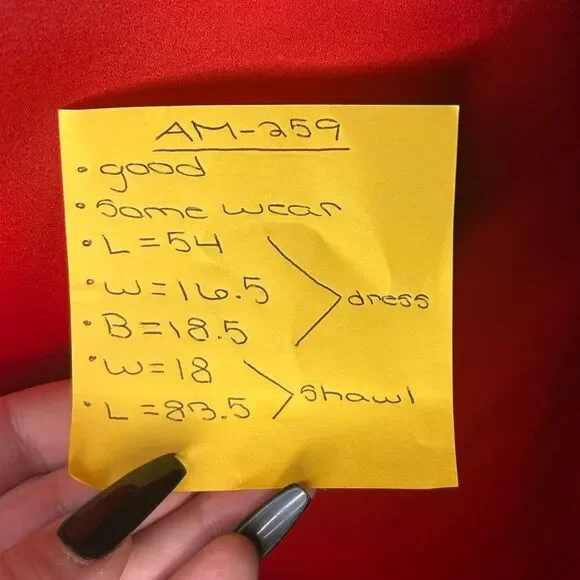 AM-259
• good
• some wear
• L = 54
• W = 16.5
• B = 18.5
dress
• W = 18
• L = 83.5
shawl